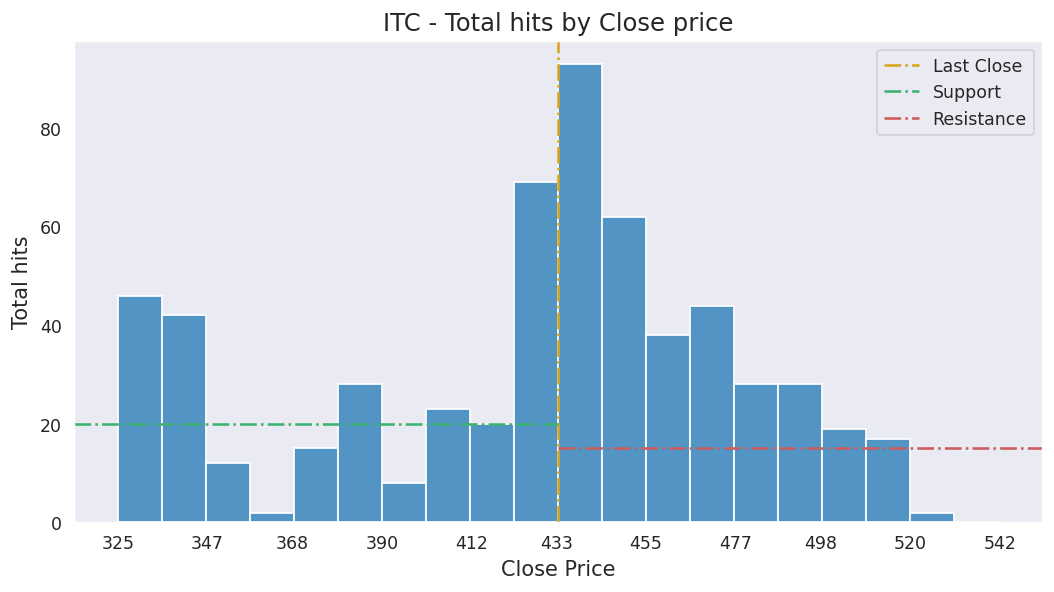 ITC - Total hits by Close price
Last Close
Support
Resistance
Total hits
80
60
40
20
0
325 347 368 390 412 433 455 477 498 520 542
Close Price